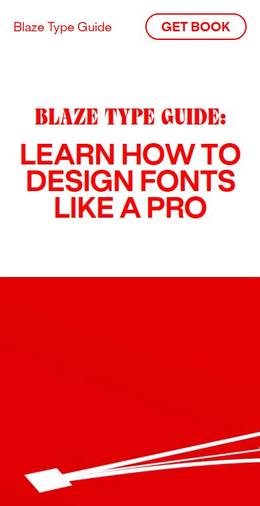 Blaze Type Guide
GET BOOK
BLAZE TYPE GUIDE:
LEARN HOW TO
DESIGN FONTS
LIKE A PRO